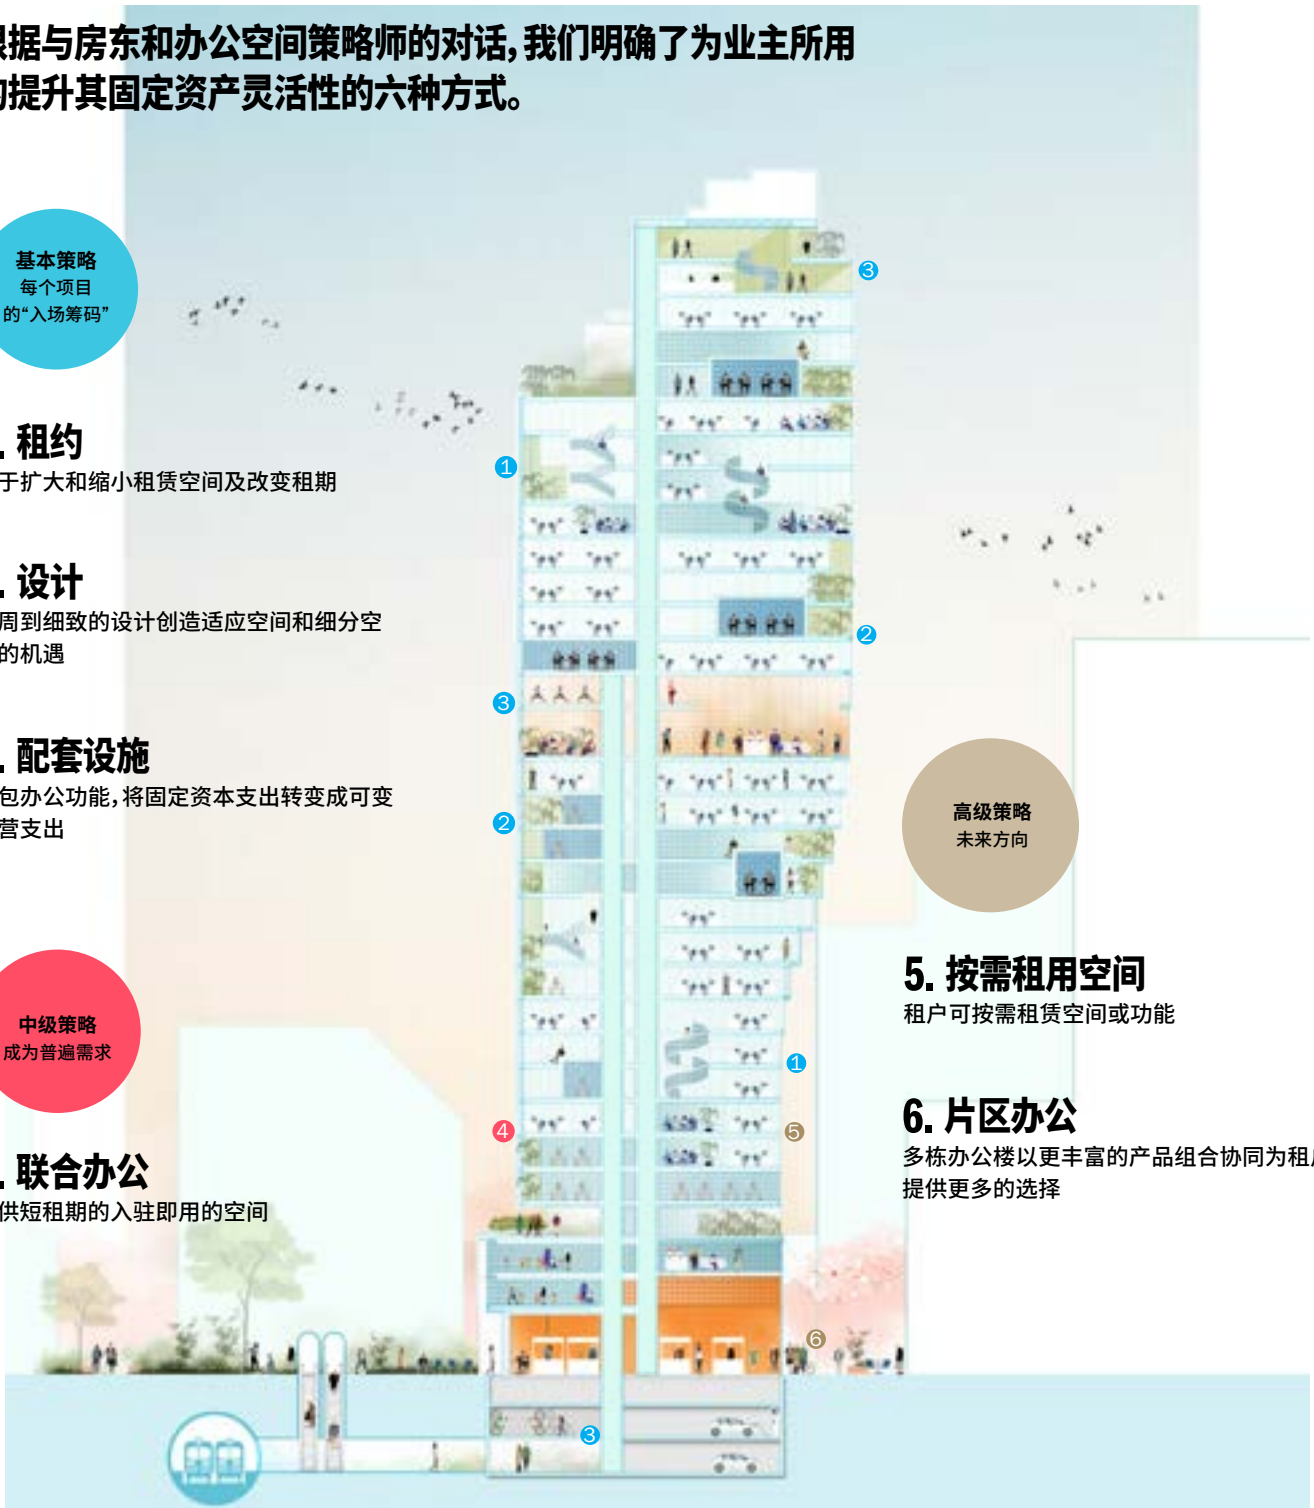 据与房东和办公空间策略师的对话,我们明确了为业主所用
提升其固定资产灵活性的六种方式。
基本策略
每个项目
的“入场筹码”
. 租约
于扩大和缩小租赁空间及改变租期
. 设计
周到细致的设计创造适应空间和细分空
的机遇
. 配套设施
包办公功能,将固定资本支出转变成可变
营支出
中级策略
成为普遍需求
. 联合办公
供短租期的入驻即用的空间
高级策略
未来方向
5. 按需租用空间
租户可按需租赁空间或功能
6. 片区办公
多栋办公楼以更丰富的产品组合协同为租
提供更多的选择
3
1
2
3
2
1
4
5
6
3